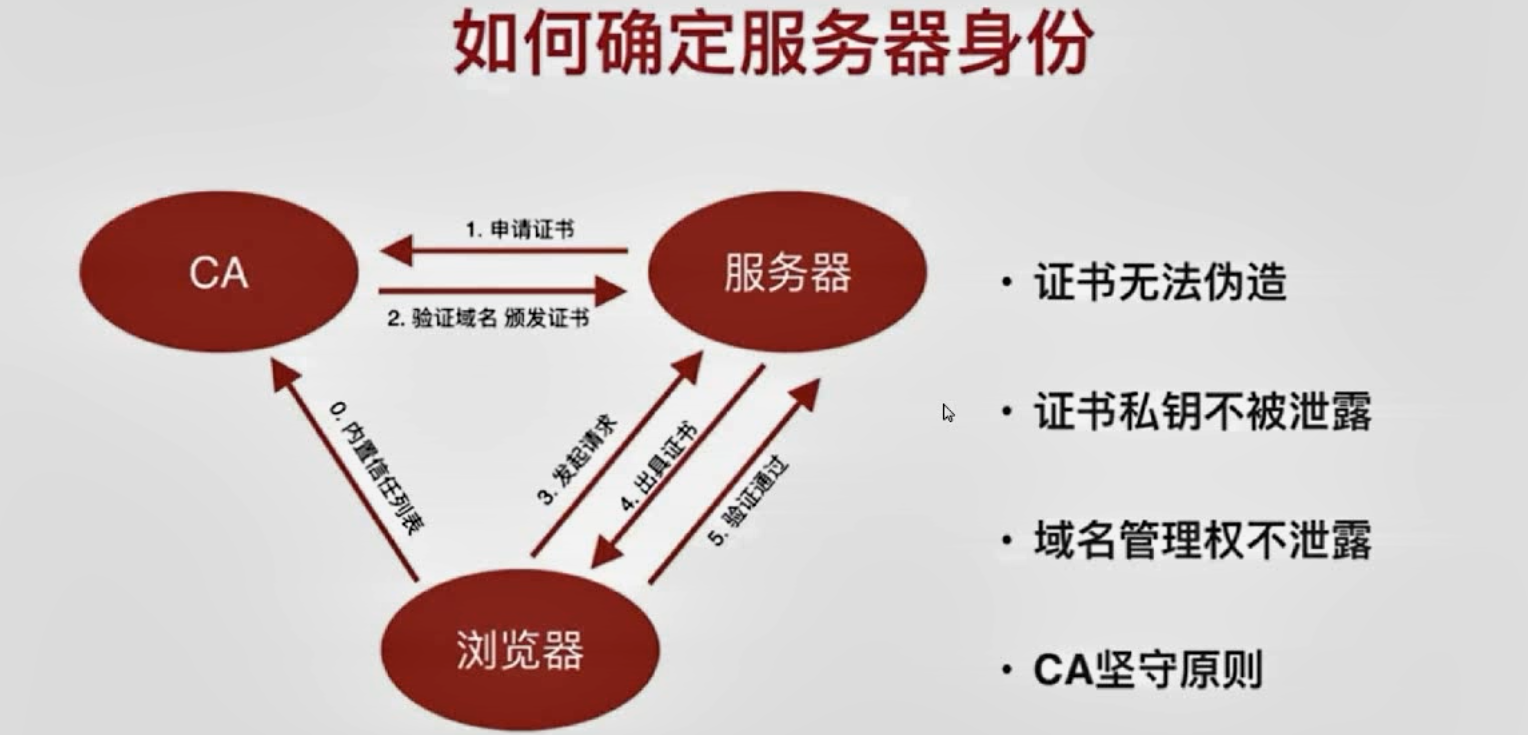 如何确定服务器身份
CA
1. 申请证书
2. 验证域名 颁发证书
服务器
0. 内置信任列表
3. 发起请求
4. 出具证书
5. 验证通过
浏览器
• 证书无法伪造
• 证书私钥不被泄露
• 域名管理权不泄露
• CA坚守原则